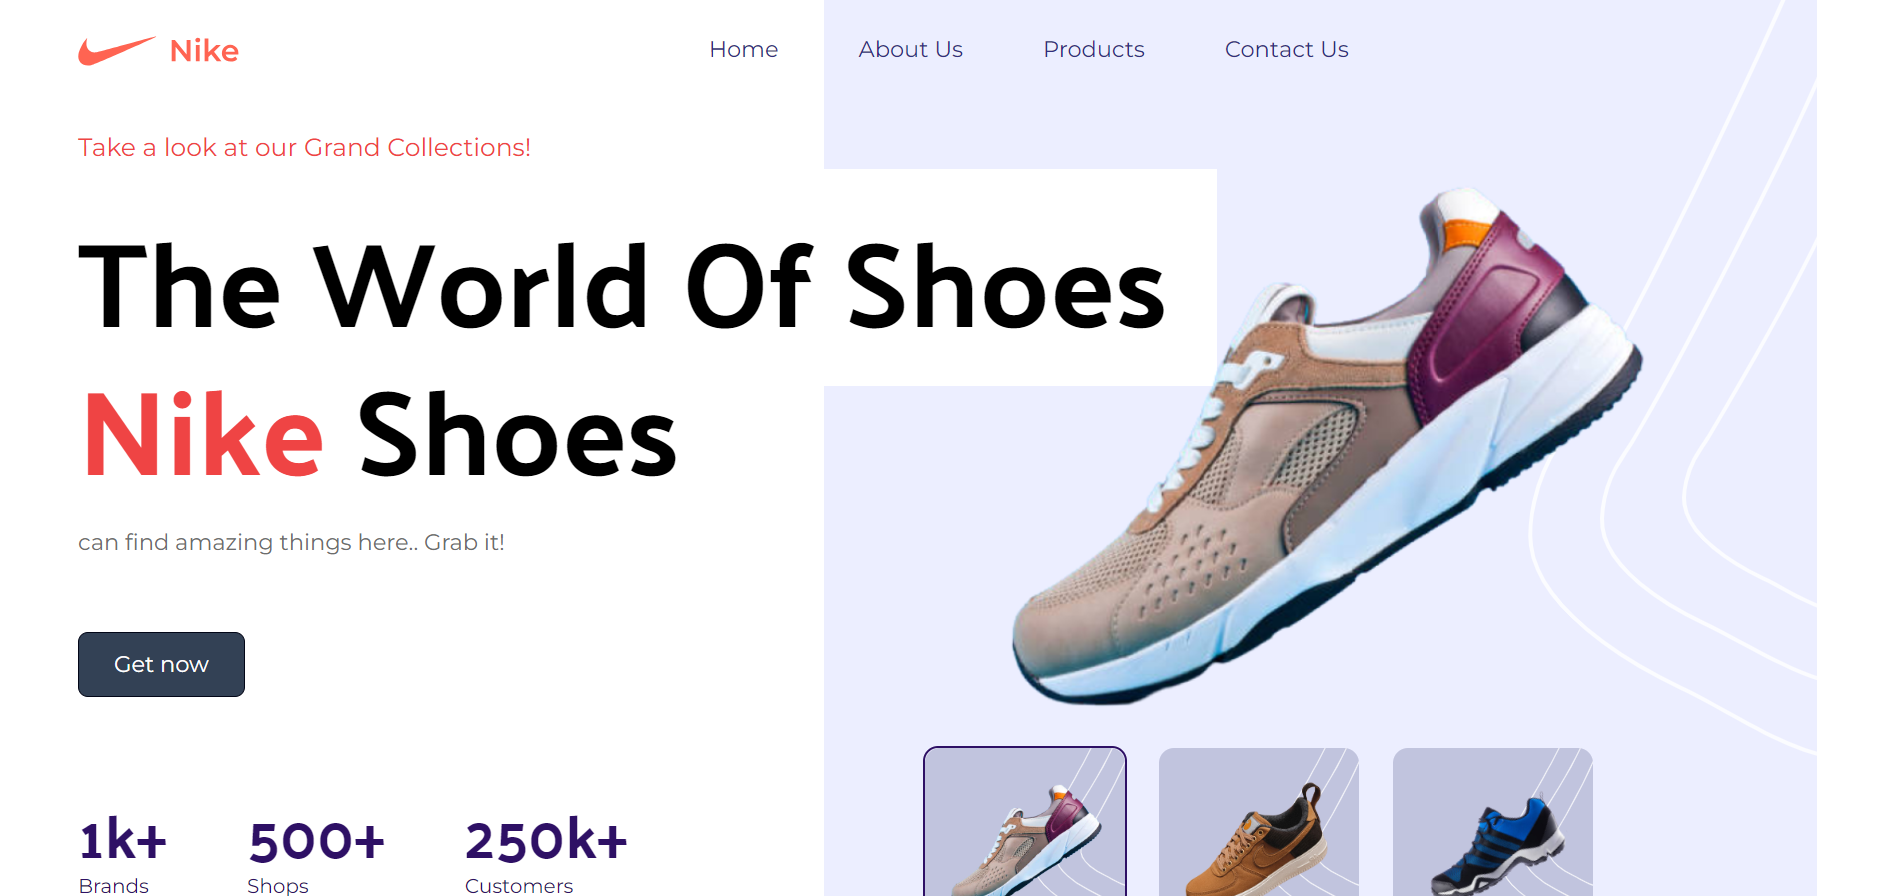 Nike
Home About Us Products Contact Us
Take a look at our Grand Collections!
The World Of Shoes
Nike Shoes
can find amazing things here.. Grab it!
Get now
1k+ 500+ 250k+
Brands Shops Customers